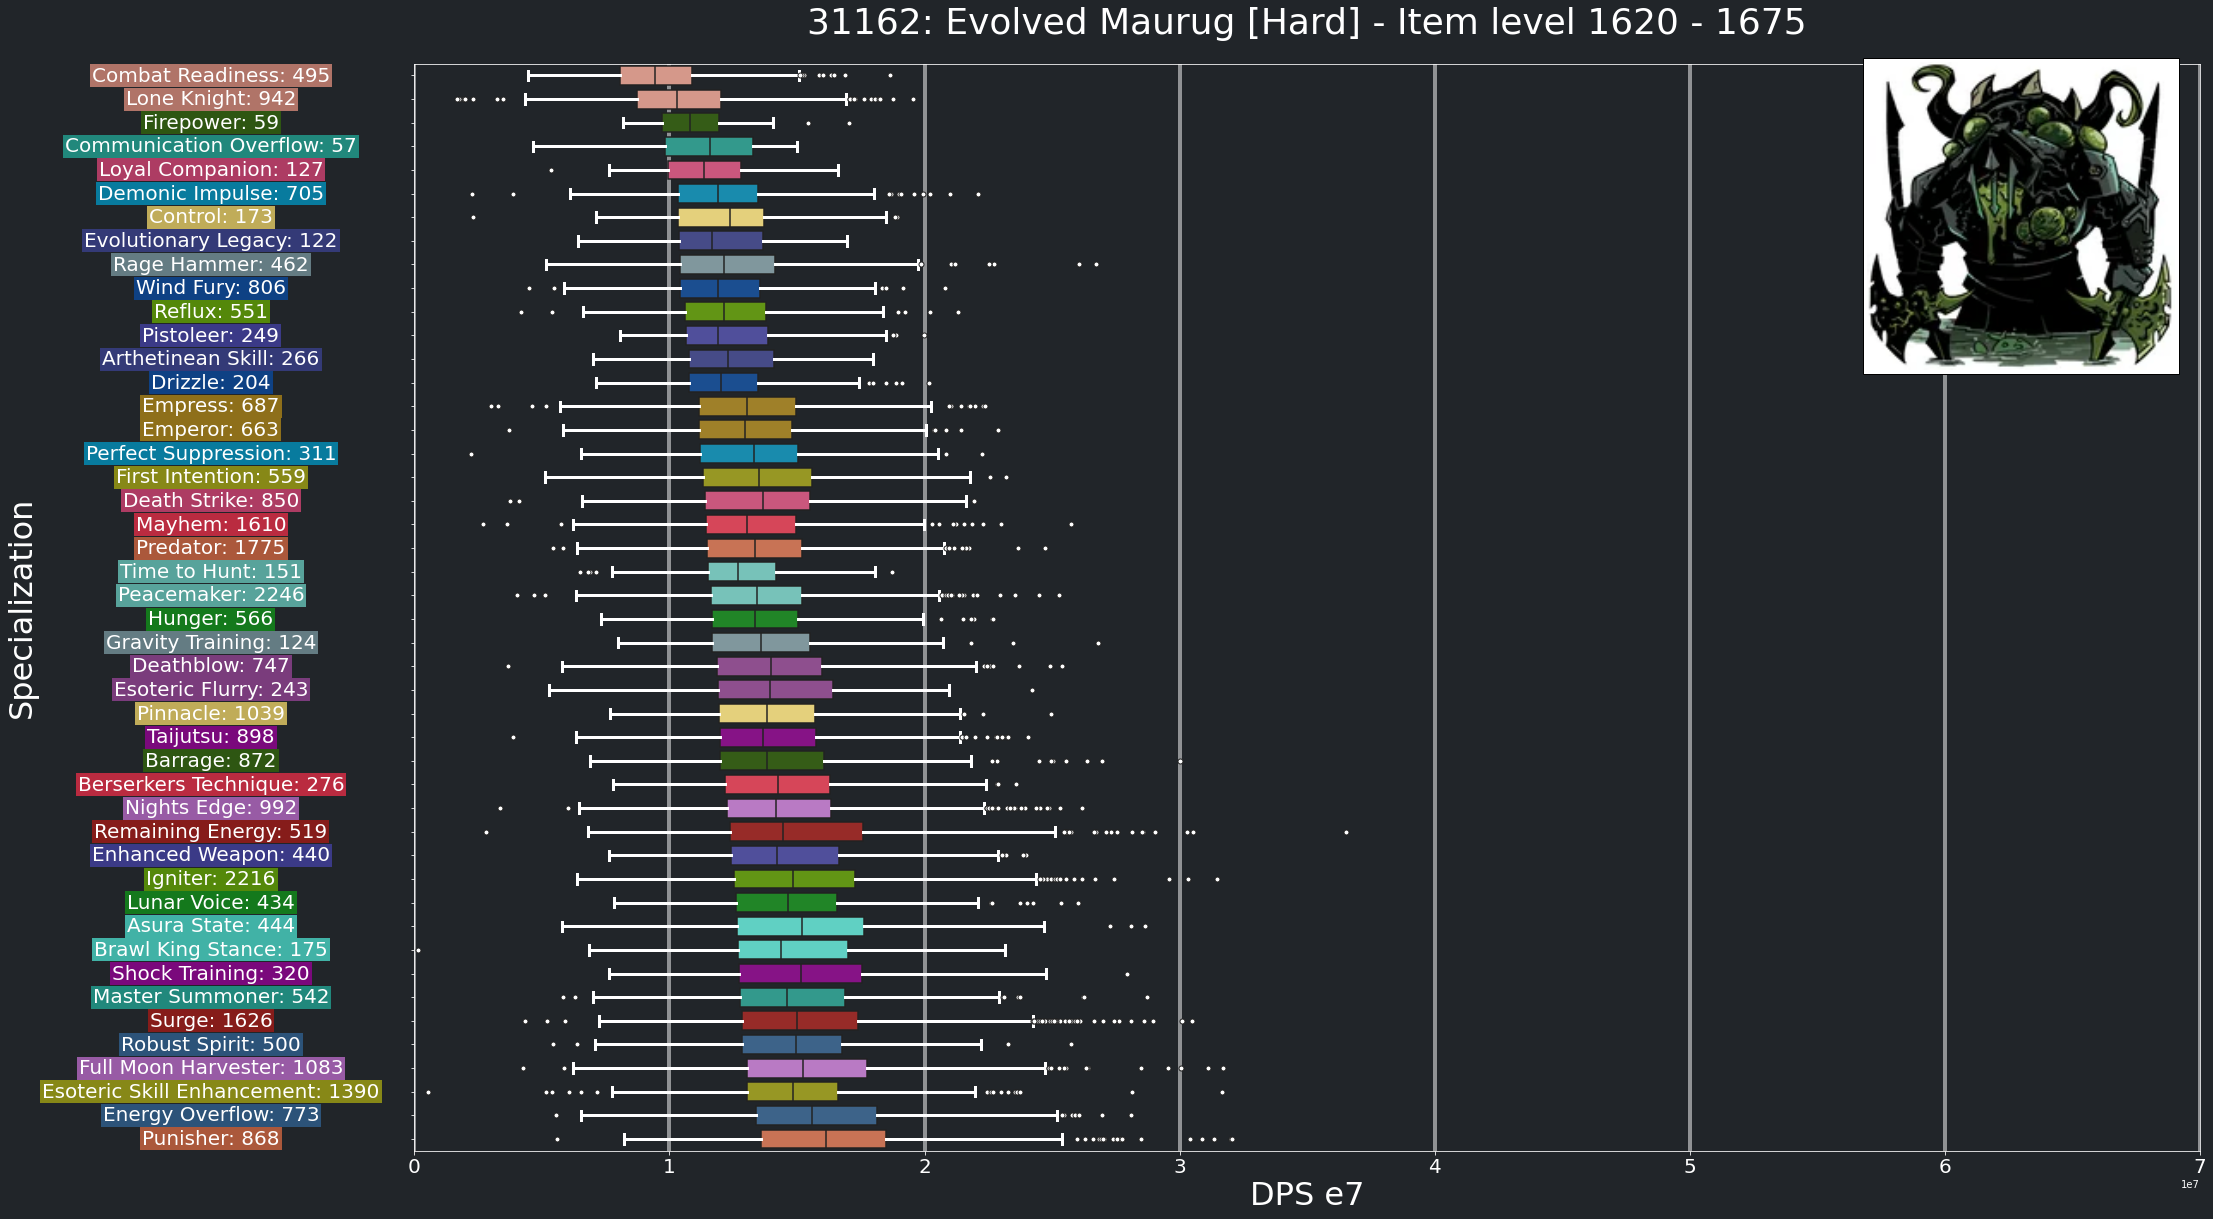 31162: Evolved Maurug [Hard] - Item level 1620 - 1675
Specialization
Combat Readiness: 495
Lone Knight: 942
Firepower: 59
Communication Overflow: 57
Loyal Companion: 127
Demonic Impulse: 705
Control: 173
Evolutionary Legacy: 122
Rage Hammer: 462
Wind Fury: 806
Reflux: 551
Pistoleer: 249
Arthetinean Skill: 266
Drizzle: 204
Empress: 687
Emperor: 663
Perfect Suppression: 311
First Intention: 559
Death Strike: 850
Mayhem: 1610
Predator: 1775
Time to Hunt: 151
Peacemaker: 2246
Hunger: 566
Gravity Training: 124
Deathblow: 747
Esoteric Flurry: 243
Pinnacle: 1039
Taijutsu: 898
Barrage: 872
Berserkers Technique: 276
Nights Edge: 992
Remaining Energy: 519
Enhanced Weapon: 440
Igniter: 2216
Lunar Voice: 434
Asura State: 444
Brawl King Stance: 175
Shock Training: 320
Master Summoner: 542
Surge: 1626
Robust Spirit: 500
Full Moon Harvester: 1083
Esoteric Skill Enhancement: 1390
Energy Overflow: 773
Punisher: 868
0 1 2 3 4 5 6 7
1e7
DPS e7